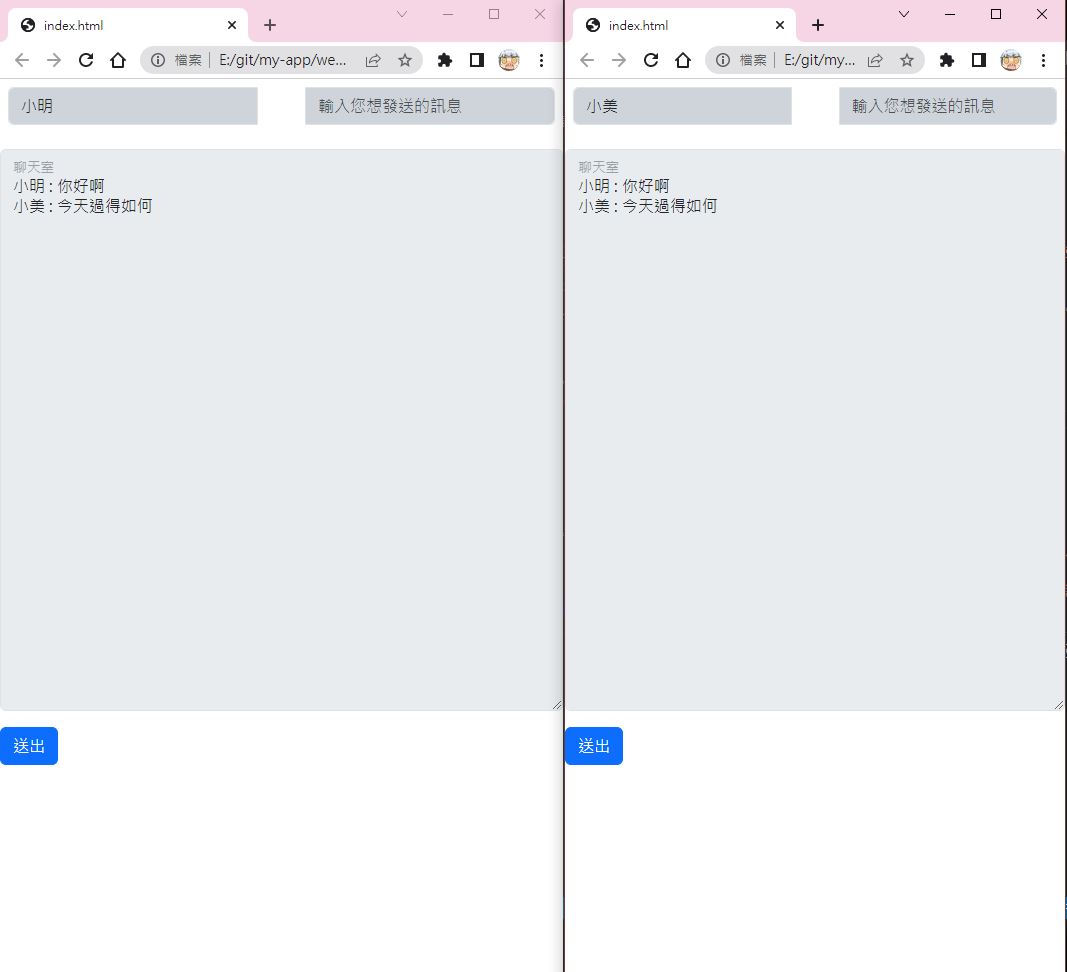 index.html
檔案 E:/git/my-app/we...
小明 輸入您想發送的訊息
聊天室
小明 : 你好啊
小美 : 今天過得如何
送出
index.html
檔案 E:/git/my...
小美 輸入您想發送的訊息
聊天室
小明 : 你好啊
小美 : 今天過得如何
送出